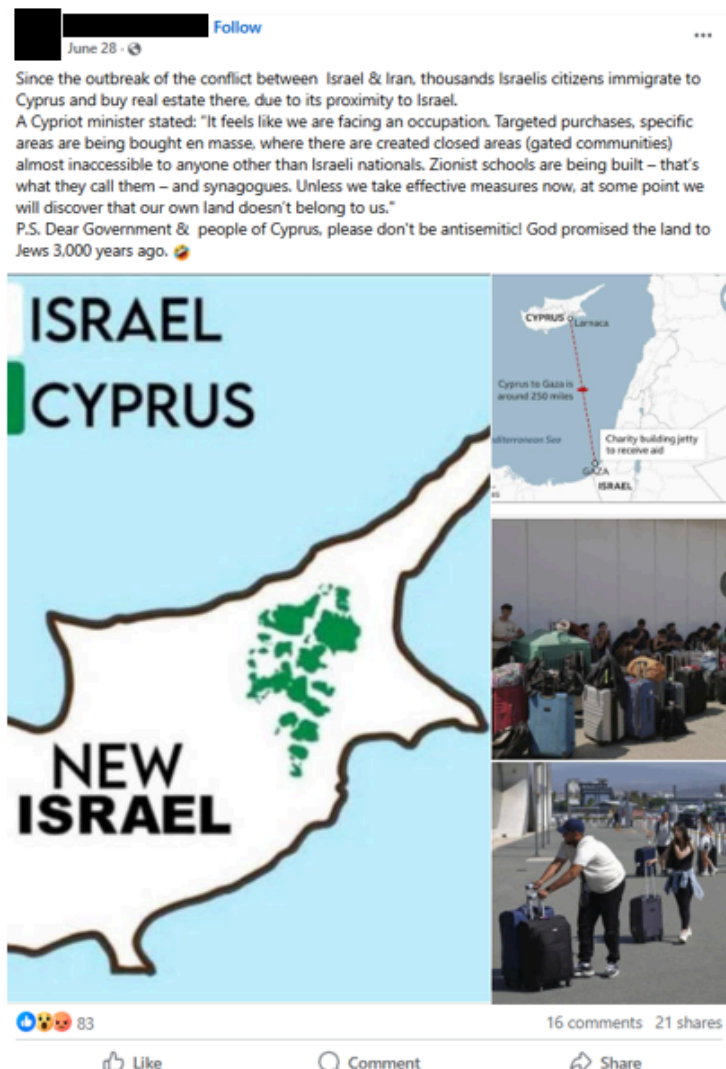 Follow
June 28 ·
Since the outbreak of the conflict between Israel & Iran, thousands Israelis citizens immigrate to
Cyprus and buy real estate there, due to its proximity to Israel.
A Cypriot minister stated: "It feels like we are facing an occupation. Targeted purchases, specific
areas are being bought en masse, where there are created closed areas (gated communities)
almost inaccessible to anyone other than Israeli nationals. Zionist schools are being built – that's
what they call them – and synagogues. Unless we take effective measures now, at some point we
will discover that our own land doesn't belong to us."
P.S. Dear Government & people of Cyprus, please don't be antisemitic! God promised the land to
Jews 3,000 years ago. 🤣
ISRAEL
CYPRUS
NEW
ISRAEL
CYPRUS
Larnaca
Cyprus to Gaza is
around 250 miles
Sea
Charity building jetty
to receive aid
GAZA
ISRAEL
83
16 comments 21 shares
Like Comment Share